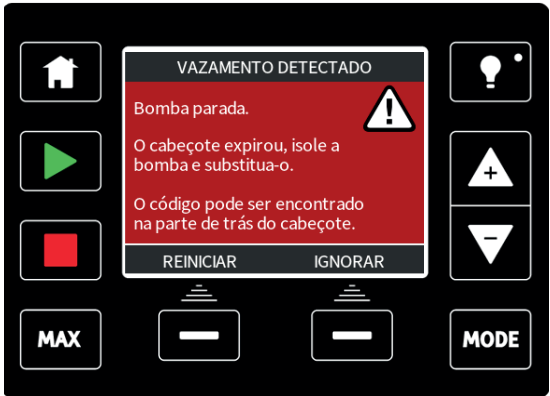 VAZAMENTO DETECTADO
Bomba parada.
O cabeçote expirou, isole a
bomba e substitua-o.
O código pode ser encontrado
na parte de trás do cabeçote.
REINICIAR IGNORAR
MAX
MODE